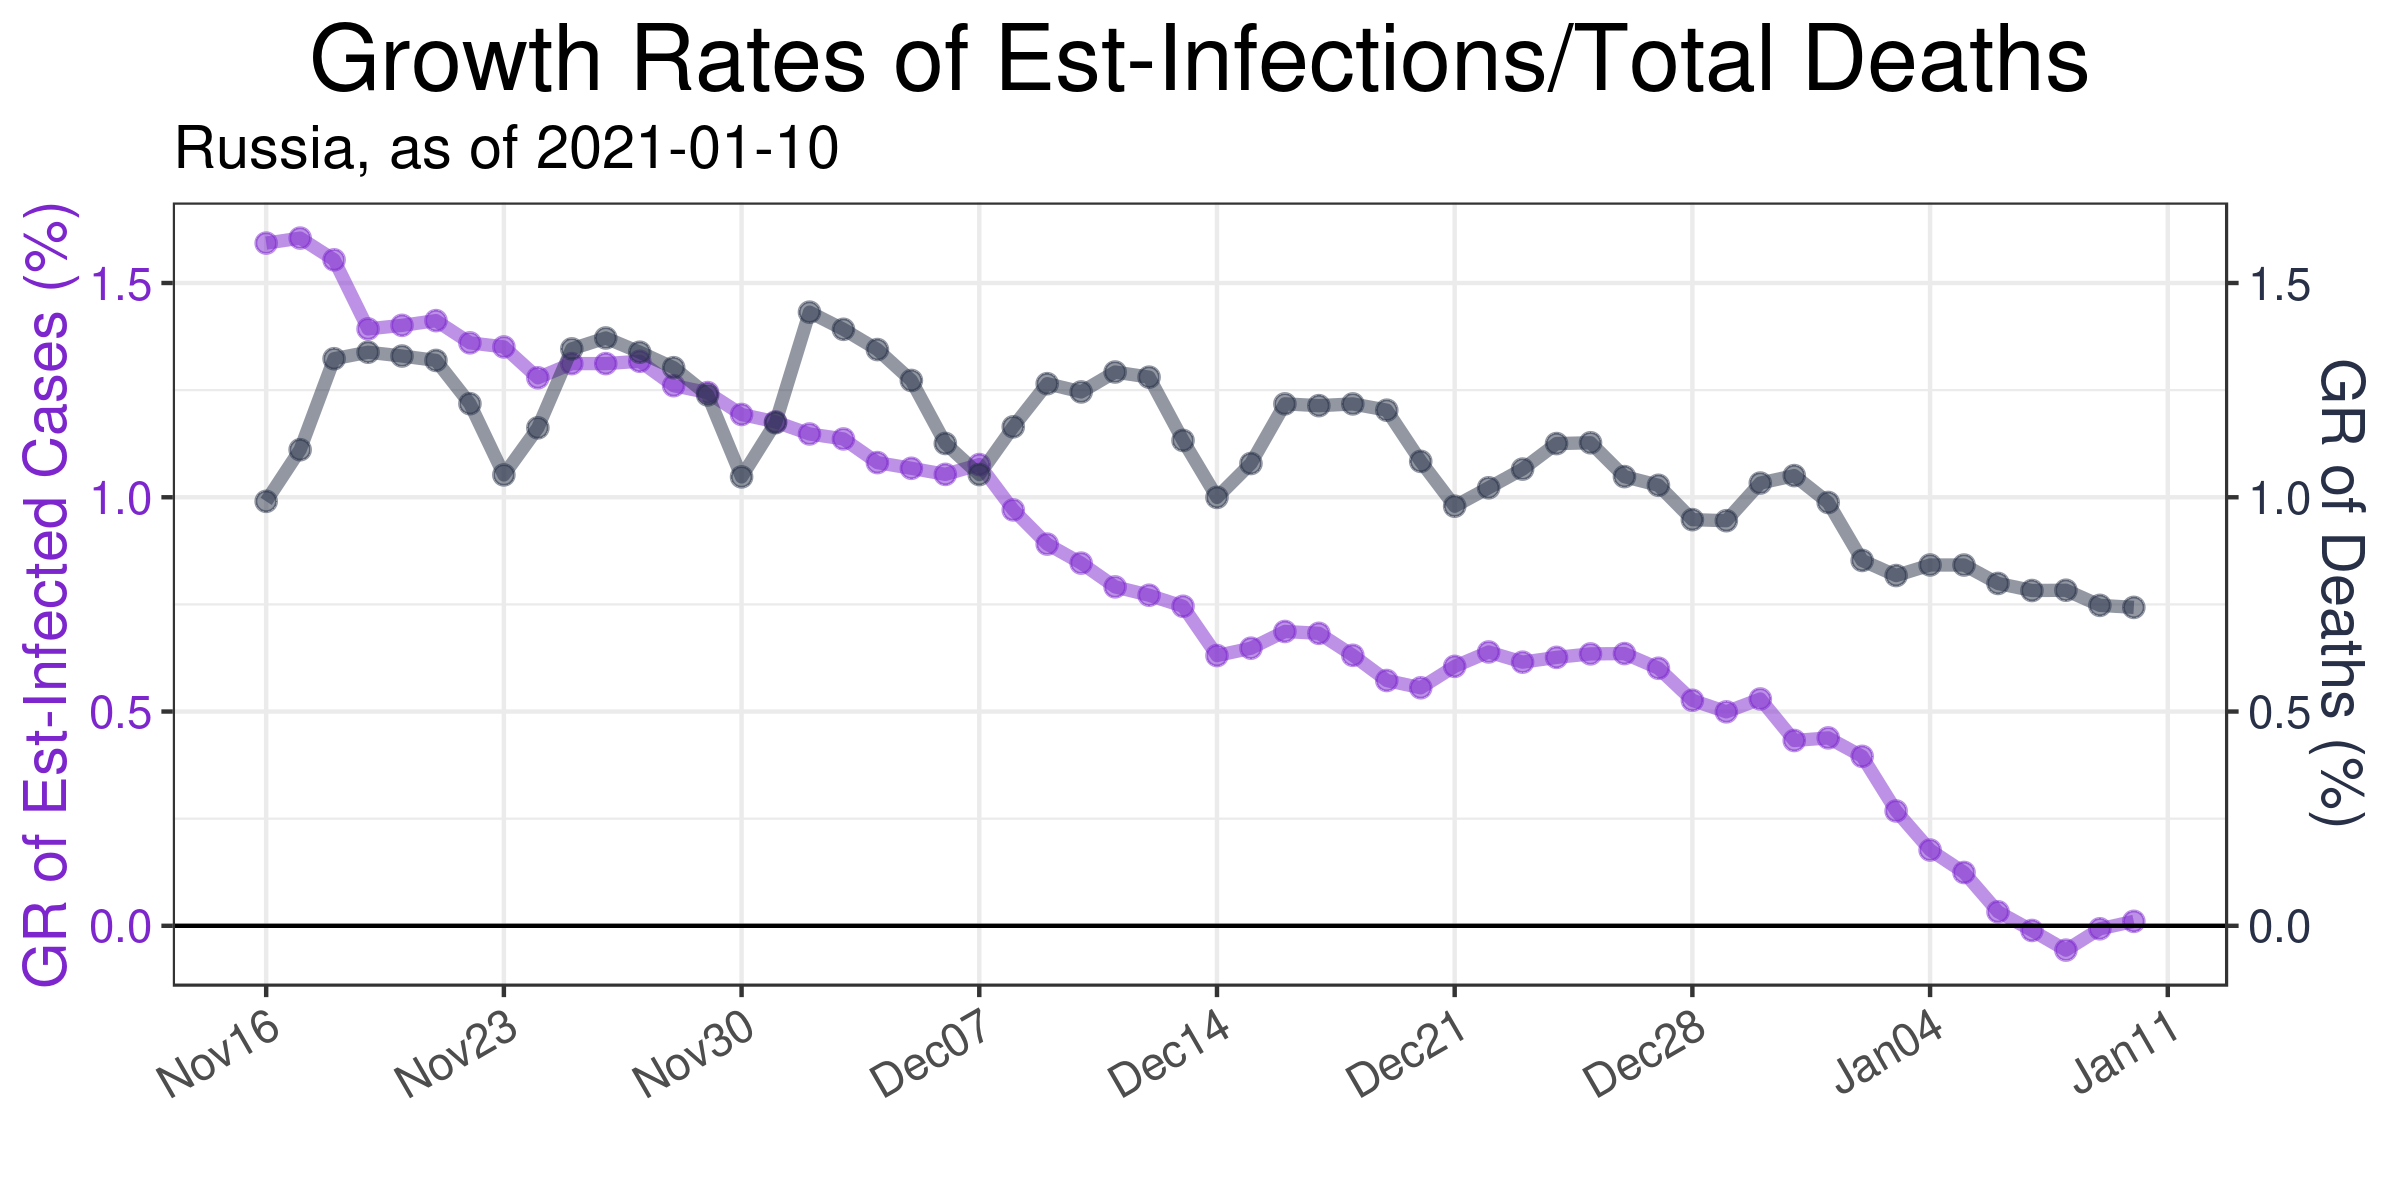 Growth Rates of Est-Infections/Total Deaths
Russia, as of 2021-01-10
GR of Est-Infected Cases (%)
1.5
1.0
0.5
0.0
1.5
1.0
0.5
0.0
GR of Deaths (%)
Nov16
Nov23
Nov30
Dec07
Dec14
Dec21
Dec28
Jan04
Jan11